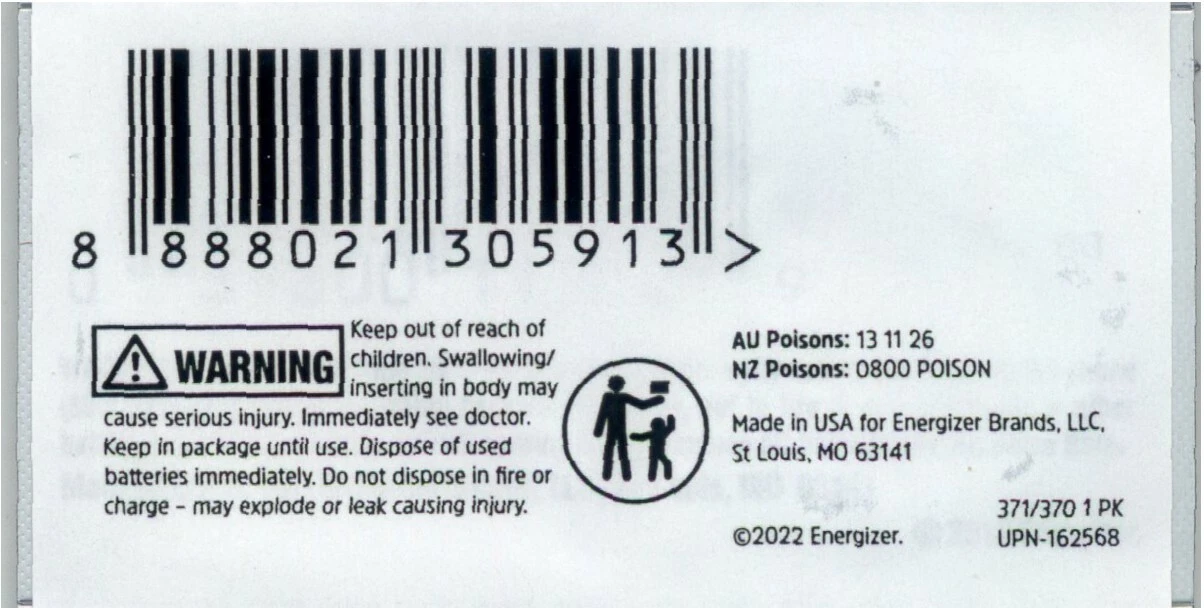 8 888021 305913 >
WARNING
Keep out of reach of
children. Swallowing/
inserting in body may
cause serious injury. Immediately see doctor.
Keep in package until use. Dispose of used
batteries immediately. Do not dispose in fire or
charge – may explode or leak causing injury.
AU Poisons: 13 11 26
NZ Poisons: 0800 POISON
Made in USA for Energizer Brands, LLC,
St Louis, MO 63141
©2022 Energizer.
371/370 1 PK
UPN-162568